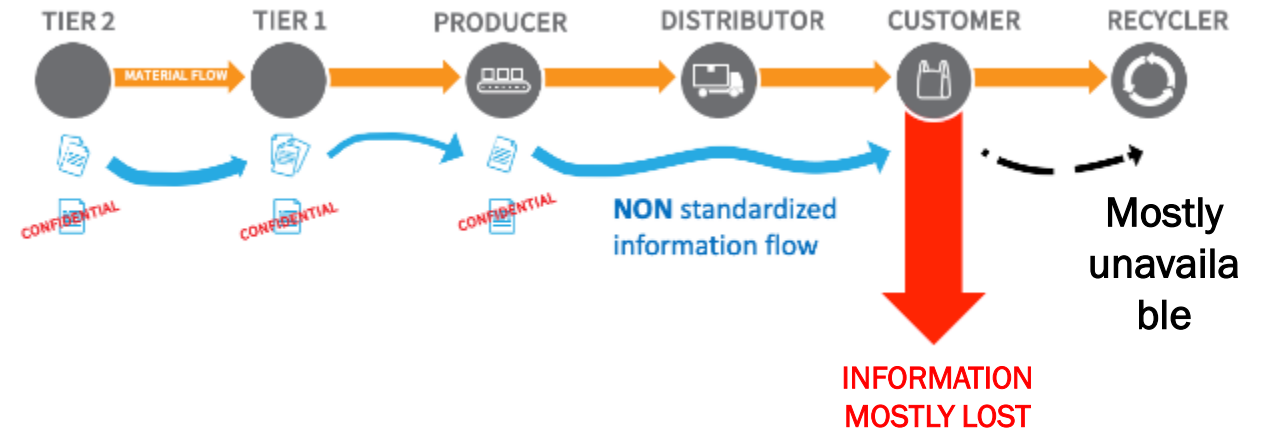 TIER 2
TIER 1
PRODUCER
DISTRIBUTOR
CUSTOMER
RECYCLER
MATERIAL FLOW
CONFIDENTIAL
CONFIDENTIAL
CONFIDENTIAL
NON standardized
information flow
Mostly
unavaila
ble
INFORMATION
MOSTLY LOST